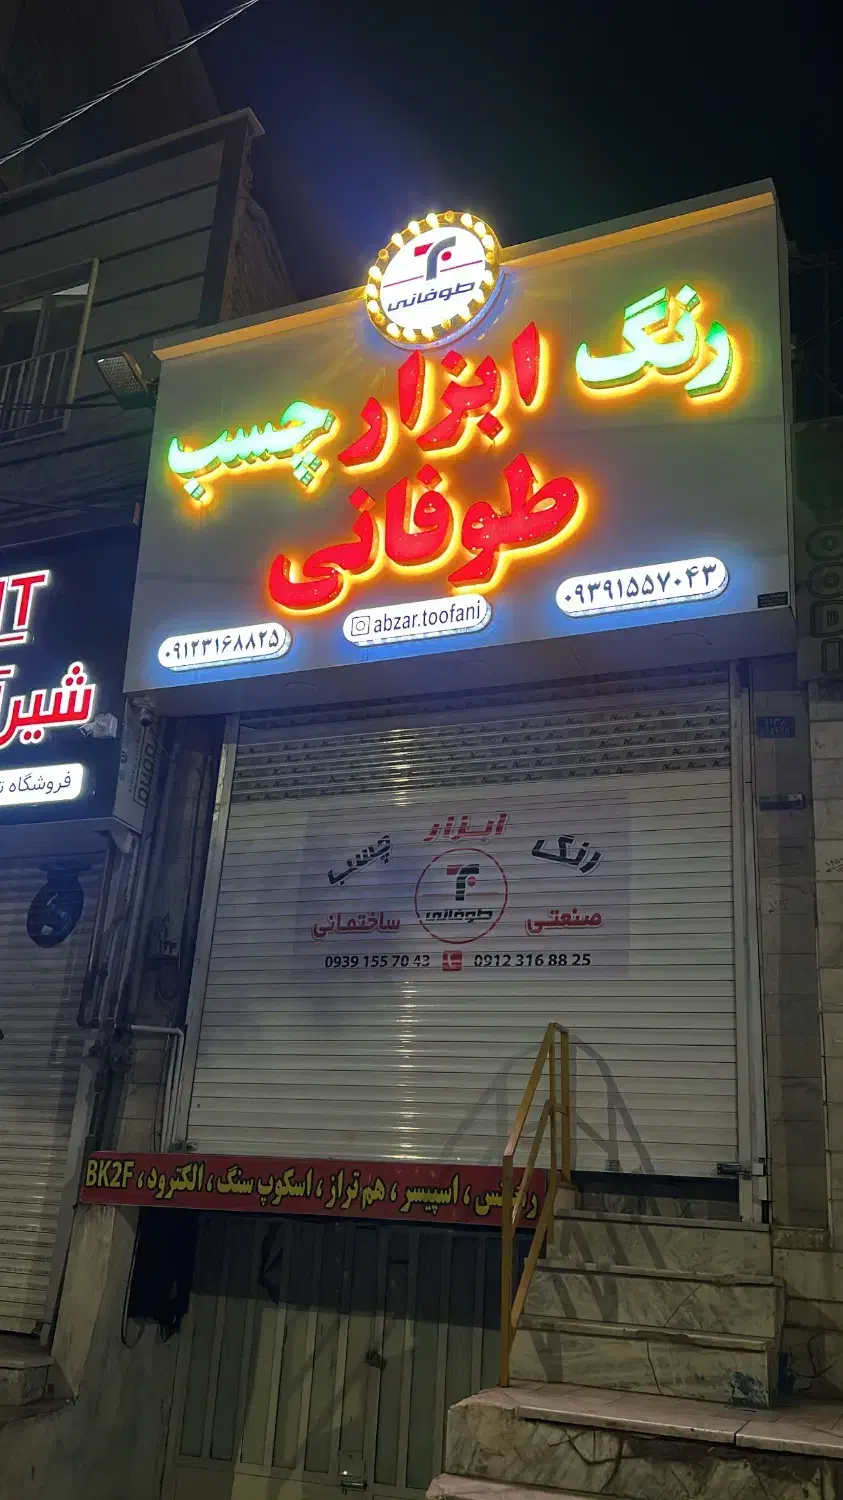 طوفانی
رنگ ابزار چسب
طوفانی
۰۹۱۲۳۱۶۸۸۲۵
abzar.toofani
۰۹۳۹۱۵۵۷۰۴۳
شیر
فروشگاه
رنگ ابزار چسب
صنعتی طوفانی ساختمانی
0939 155 70 43 0912 316 88 25
، اسپیسر ، هم تراز ، اسکوپ سنگ ، الکترود ، BK2F